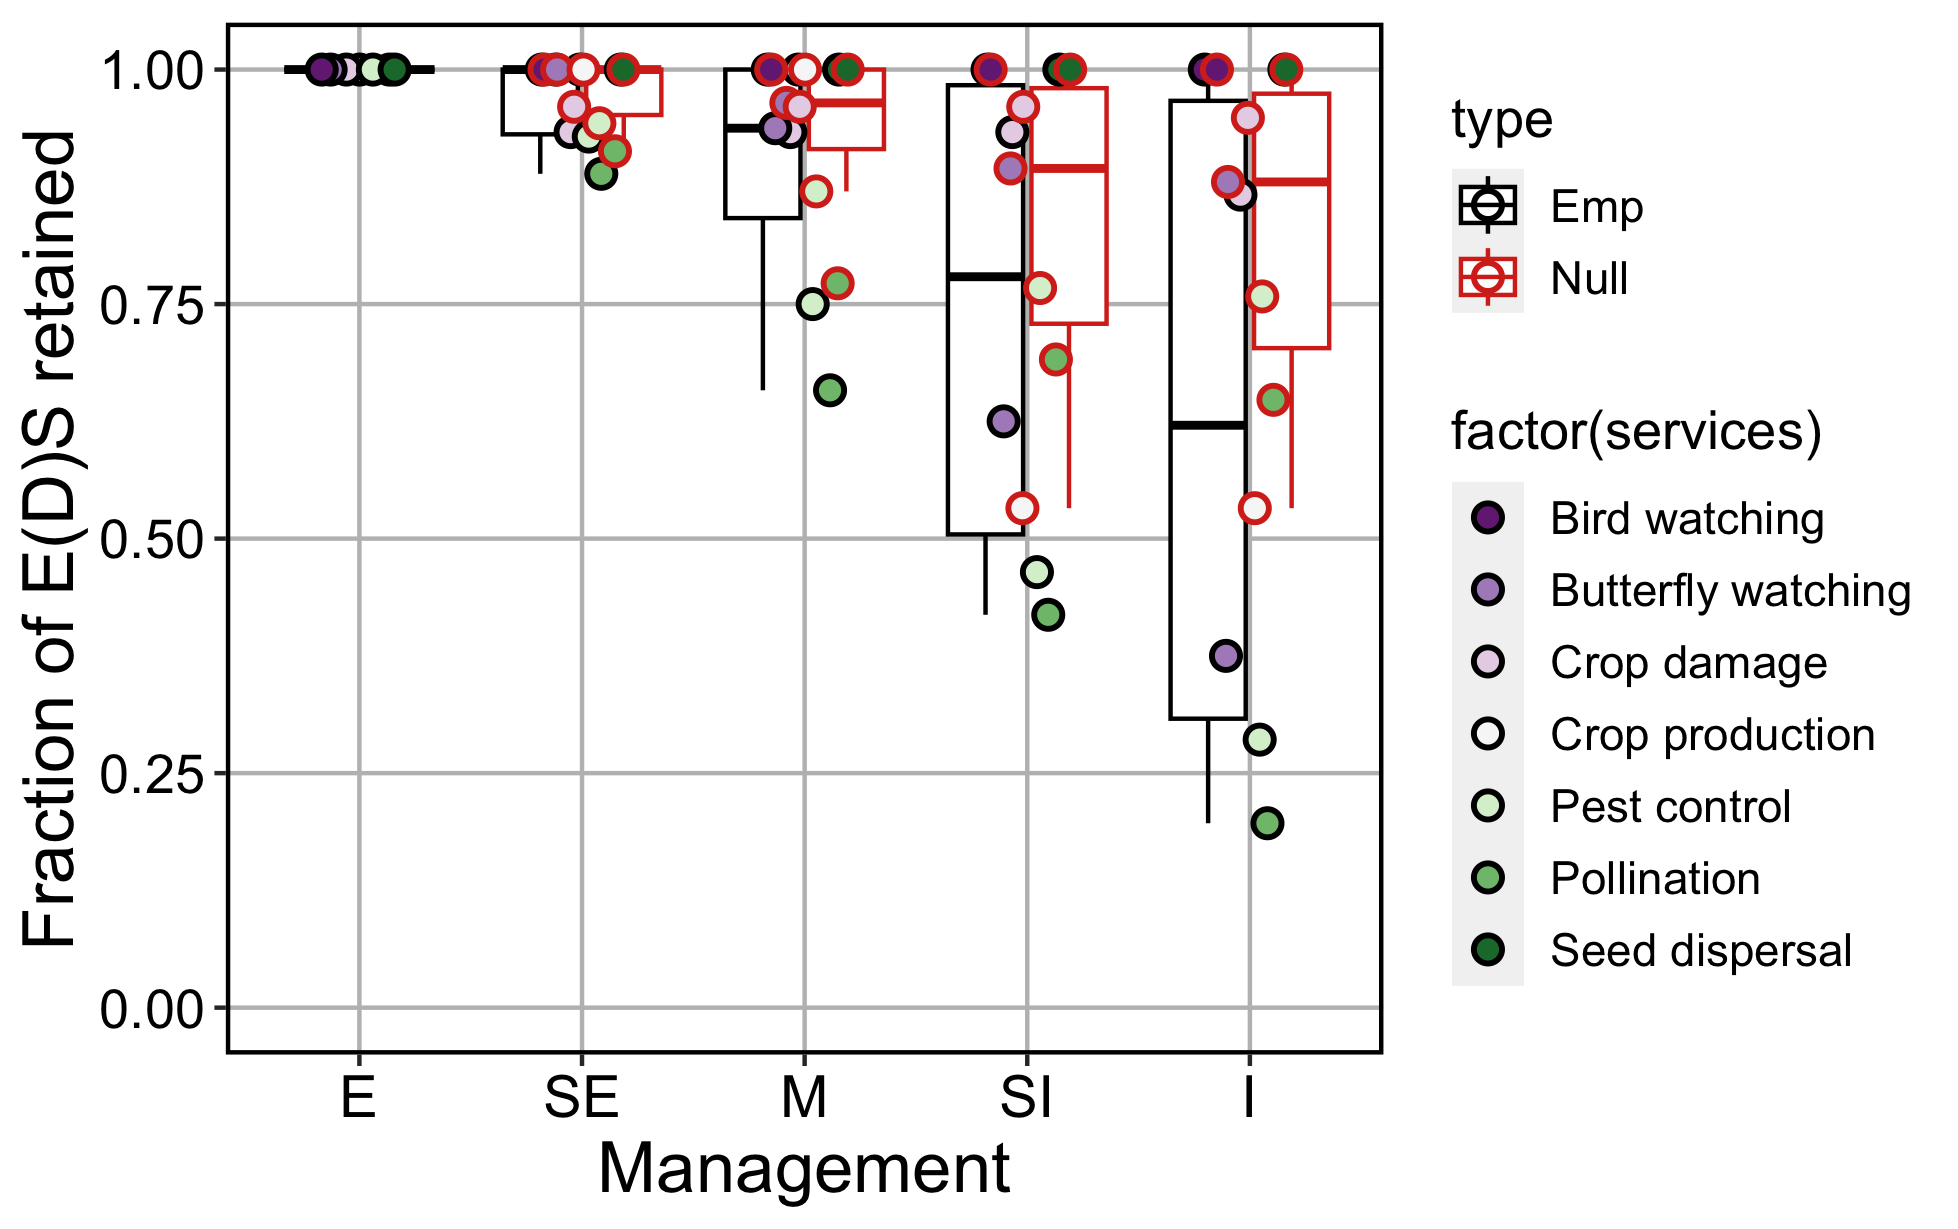 Fraction of E(D)S retained
1.00
0.75
0.50
0.25
0.00
E SE M SI I
Management
type
Emp
Null
factor(services)
Bird watching
Butterfly watching
Crop damage
Crop production
Pest control
Pollination
Seed dispersal